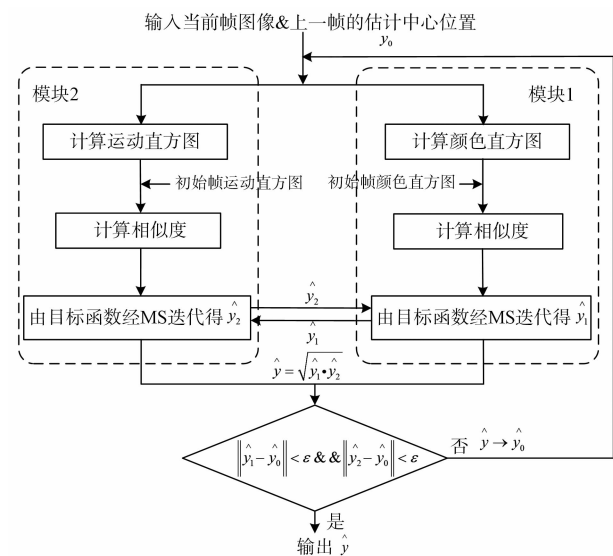 输入当前帧图像&上一帧的估计中心位置
y₀
模块2
模块1
计算运动直方图
计算颜色直方图
初始帧运动直方图
初始帧颜色直方图
计算相似度
计算相似度
由目标函数经MS迭代得 ŷ₂
ŷ₂
ŷ₁
由目标函数经MS迭代得 ŷ₁
ŷ = √(ŷ₁•ŷ₂)
‖ŷ₁−ŷ₀‖<ε&&‖ŷ₂−ŷ₀‖<ε
否 ŷ→ŷ₀
是
输出 ŷ